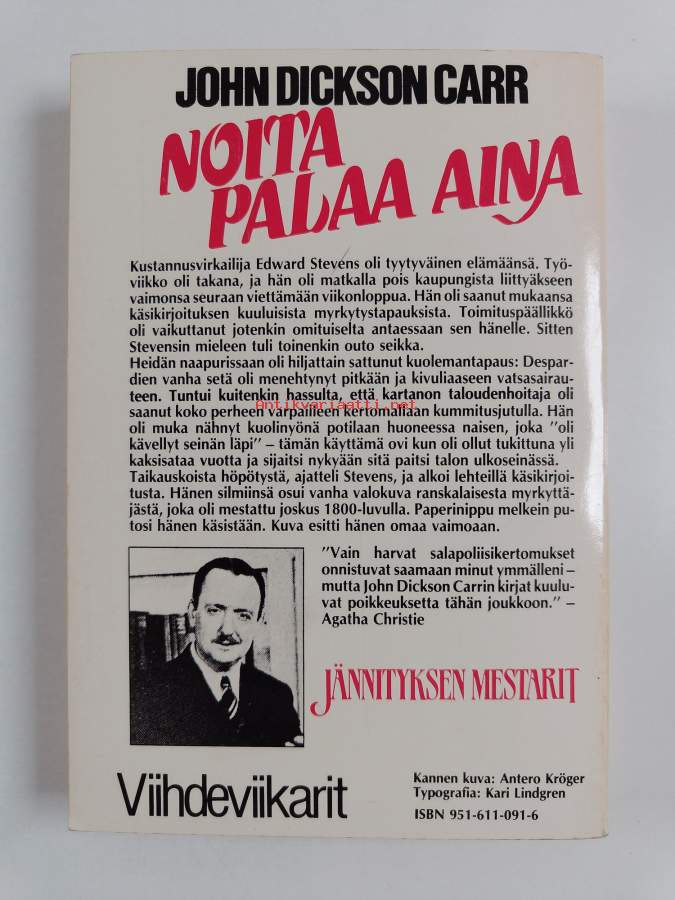 JOHN DICKSON CARR
NOITA
PALAA AINA
Kustannusvirkailija Edward Stevens oli tyytyväinen elämäänsä. Työ-
viikko oli takana, ja hän oli matkalla pois kaupungista liittyäkseen
vaimonsa seuraan viettämään viikonloppua. Hän oli saanut mukaansa
käsikirjoituksen kuuluisista myrkytystapauksista. Toimituspäällikkö
oli vaikuttanut jotenkin omituiselta antaessaan sen hänelle. Sitten
Stevensin mieleen tuli toinenkin outo seikka.
Heidän naapurissaan oli hiljattain sattunut kuolemantapaus: Despar-
dien vanha setä oli menehtynyt pitkään ja kivuliaaseen vatsasairau-
teen. Tuntui kuitenkin hassulta, että kartanon taloudenhoitaja oli
saanut koko perheen varpailleen kertomallaan kummitusjutulla. Hän
oli muka nähnyt kuolinyönä potilaan huoneessa naisen, joka "oli
kävellyt seinän läpi" – tämän käyttämä ovi kun oli ollut tukittuna yli
kaksisataa vuotta ja sijaitsi nykyään sitä paitsi talon ulkoseinässä.
Taikauskoista höpötystä, ajatteli Stevens, ja alkoi lehteillä käsikirjoi-
tusta. Hänen silmiinsä osui vanha valokuva ranskalaisesta myrkyttä-
jästä, joka oli mestattu joskus 1800-luvulla. Paperinippu melkein pu-
tosi hänen käsistään. Kuva esitti hänen omaa vaimoaan.
Antikvariaatti.net
"Vain harvat salapoliisikertomukset
onnistuvat saamaan minut ymmälleni –
mutta John Dickson Carrin kirjat kuulu-
vat poikkeuksetta tähän joukkoon." –
Agatha Christie
JÄNNITYKSEN MESTARIT
Viihdeviikarit
Kannen kuva: Antero Kröger
Typografia: Kari Lindgren
ISBN 951-611-091-6